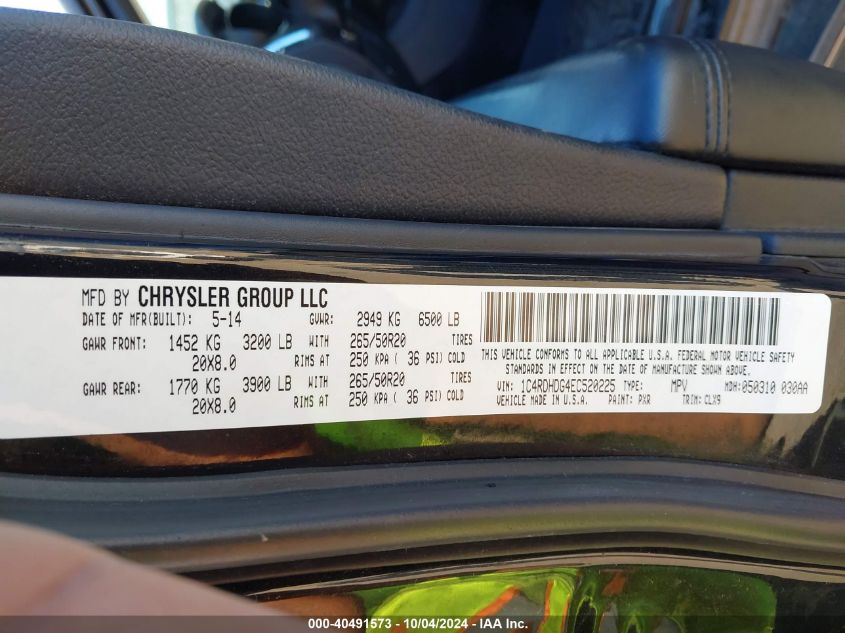 MFD BY CHRYSLER GROUP LLC
DATE OF MFR(BUILT): 5-14 GVWR: 2949 KG 6500 LB
GAWR FRONT: 1452 KG 3200 LB WITH 265/50R20 TIRES
20X8.0 RIMS AT 250 KPA ( 36 PSI) COLD
GAWR REAR: 1770 KG 3900 LB WITH 265/50R20 TIRES
20X8.0 RIMS AT 250 KPA ( 36 PSI) COLD
THIS VEHICLE CONFORMS TO ALL APPLICABLE U.S.A. FEDERAL MOTOR VEHICLE SAFETY
STANDARDS IN EFFECT ON THE DATE OF MANUFACTURE SHOWN ABOVE.
VIN: 1C4RDHDG4EC520225 TYPE: MPV MDH: 050310 030AA
VEHICLE MADE IN U.S.A. PAINT: PXR TRIM: CLX9
000-40491573 - 10/04/2024 - IAA Inc.